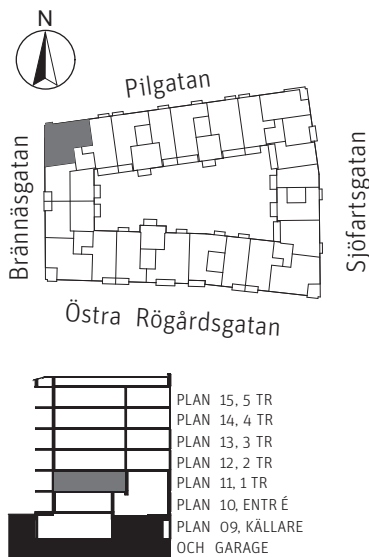 N
Pilgatan
Brännäsgatan
Sjöfartsgatan
Östra Rögårdsgatan
PLAN 15, 5 TR
PLAN 14, 4 TR
PLAN 13, 3 TR
PLAN 12, 2 TR
PLAN 11, 1 TR
PLAN 10, ENTR É
PLAN 09, KÄLLARE
OCH GARAGE